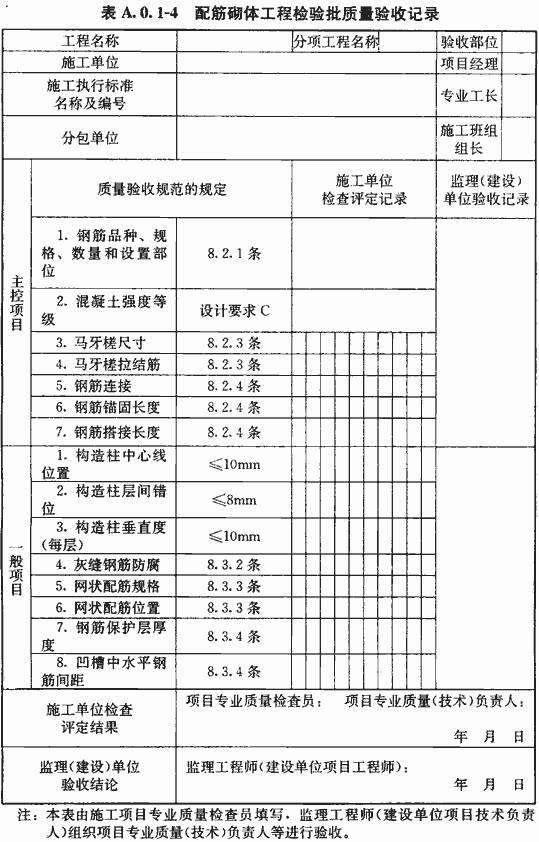 表 A.0.1-4 配筋砌体工程检验批质量验收记录
工程名称 分项工程名称 验收部位
施工单位 项目经理
施工执行标准
名称及编号
专业工长
分包单位
施工班组
组长
主控项目
质量验收规范的规定
施工单位
检查评定记录
监理(建设)
单位验收记录
1. 钢筋品种、规
格、数量和设置部
位
8.2.1条
2. 混凝土强度等
级
设计要求C
3. 马牙槎尺寸 8.2.3条
4. 马牙槎拉结筋 8.2.3条
5. 钢筋连接 8.2.4条
6. 钢筋锚固长度 8.2.4条
7. 钢筋搭接长度 8.2.4条
一般项目
1. 构造柱中心线
位置
≤10mm
2. 构造柱层间错
位
≤8mm
3. 构造柱垂直度
(每层)
≤10mm
4. 灰缝钢筋防腐 8.3.2条
5. 网状配筋规格 8.3.3条
6. 网状配筋位置 8.3.3条
7. 钢筋保护层厚
度
8.3.4条
8. 凹槽中水平钢
筋间距
8.3.4条
施工单位检查
评定结果
项目专业质量检查员: 项目专业质量(技术)负责人:
年 月 日
监理(建设)单位
验收结论
监理工程师(建设单位项目工程师):
年 月 日
注:本表由施工项目专业质量检查员填写,监理工程师(建设单位项目技术负责
人)组织项目专业质量(技术)负责人等进行验收。